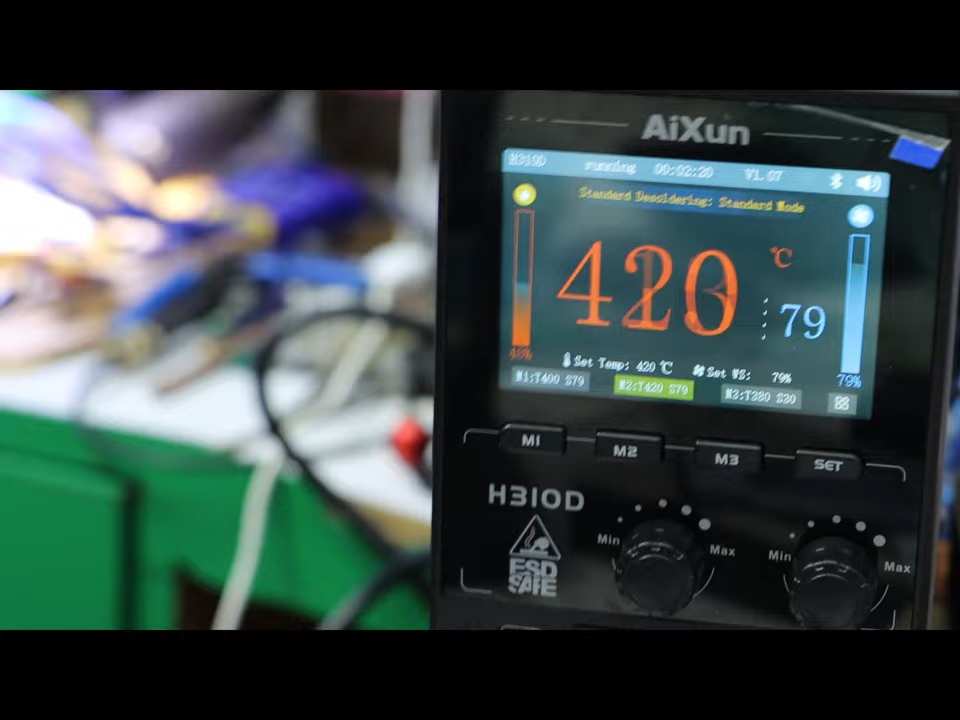 AiXun
H310D running 00:02:20 V1.07
Standard Desoldering: Standard Mode
420 ℃
79
48%
Set Temp: 420 ℃ Set WS: 79%
79%
M1:T400 S79 M2:T420 S79 M3:T380 S30
M1 M2 M3 SET
H310D
Min Max Min Max
ESD
SAFE